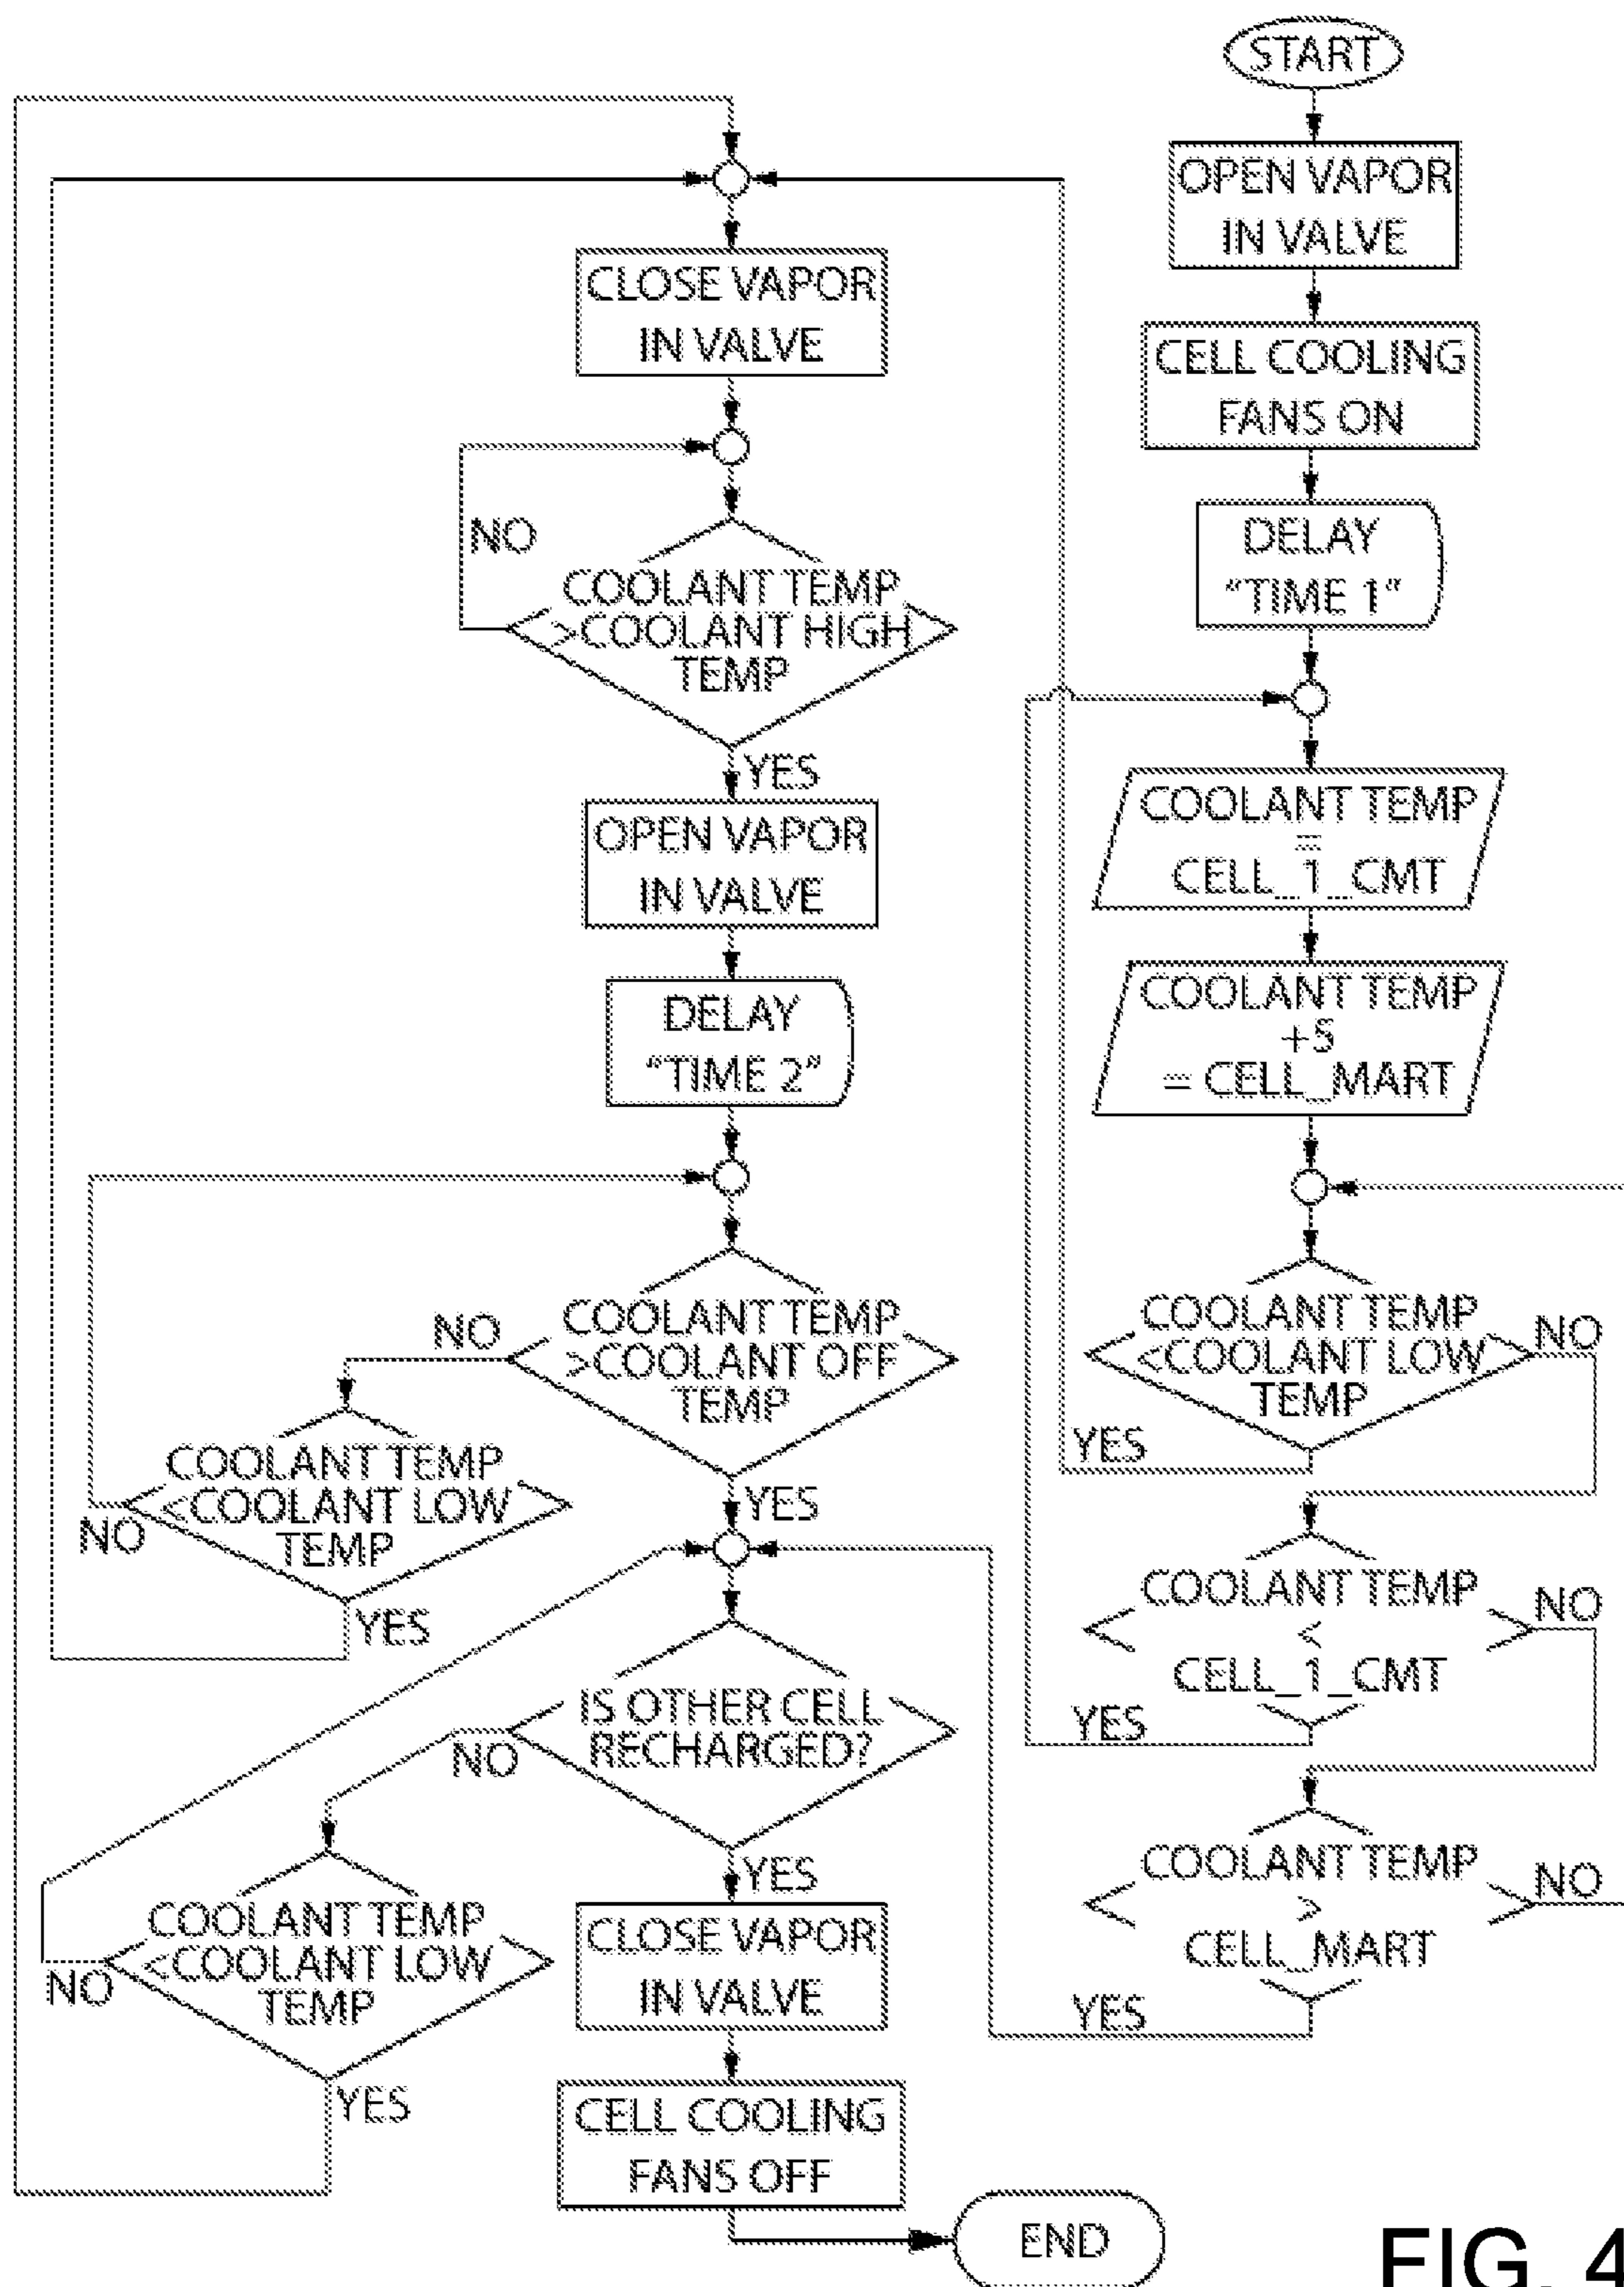 START
OPEN VAPOR
IN VALVE
CELL COOLING
FANS ON
DELAY
“TIME 1”
COOLANT TEMP
=
CELL_1_CMT
COOLANT TEMP
+5
= CELL_MART
COOLANT TEMP
<COOLANT LOW
TEMP
NO
YES
COOLANT TEMP
<
CELL_1_CMT
NO
YES
COOLANT TEMP
>
CELL_MART
NO
YES
CLOSE VAPOR
IN VALVE
NO
COOLANT TEMP
>COOLANT HIGH
TEMP
YES
OPEN VAPOR
IN VALVE
DELAY
“TIME 2”
COOLANT TEMP
>COOLANT OFF
TEMP
NO
YES
COOLANT TEMP
<COOLANT LOW
TEMP
NO
YES
IS OTHER CELL
RECHARGED?
NO
YES
COOLANT TEMP
<COOLANT LOW
TEMP
NO
YES
CLOSE VAPOR
IN VALVE
CELL COOLING
FANS OFF
END
FIG. 4